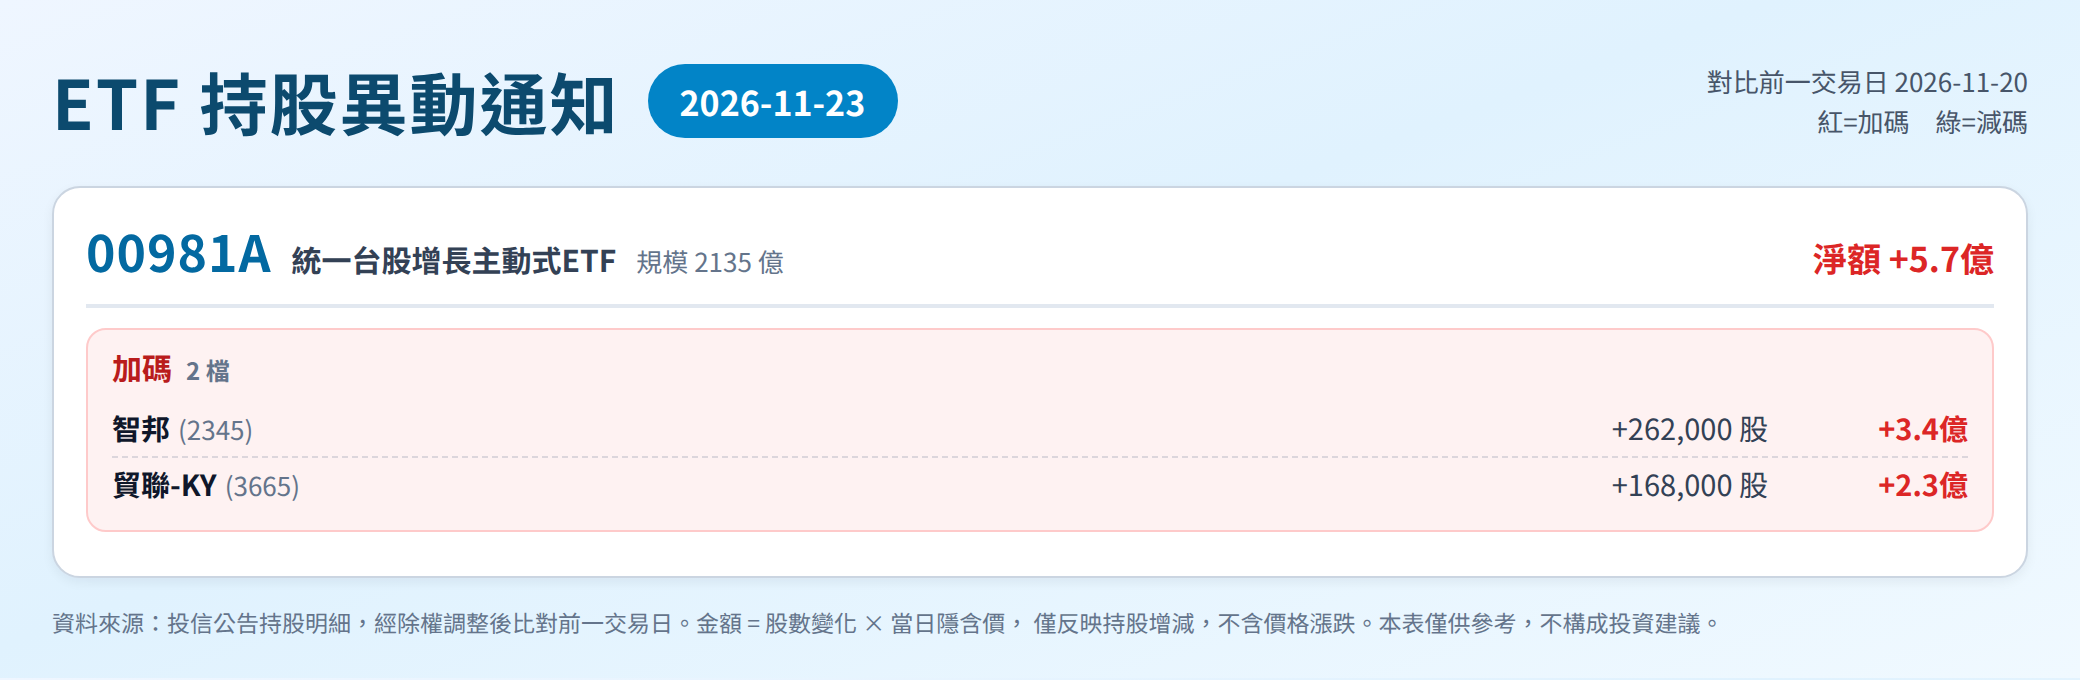 ETF 持股異動通知
2026-11-23
對比前一交易日 2026-11-20
紅=加碼　綠=減碼
00981A 統一台股增長主動式ETF 規模 2135 億
淨額 +5.7億
加碼 2 檔
智邦 (2345) +262,000 股 +3.4億
貿聯-KY (3665) +168,000 股 +2.3億
資料來源：投信公告持股明細，經除權調整後比對前一交易日。金額 = 股數變化 × 當日隱含價， 僅反映持股增減，不含價格漲跌。本表僅供參考，不構成投資建議。